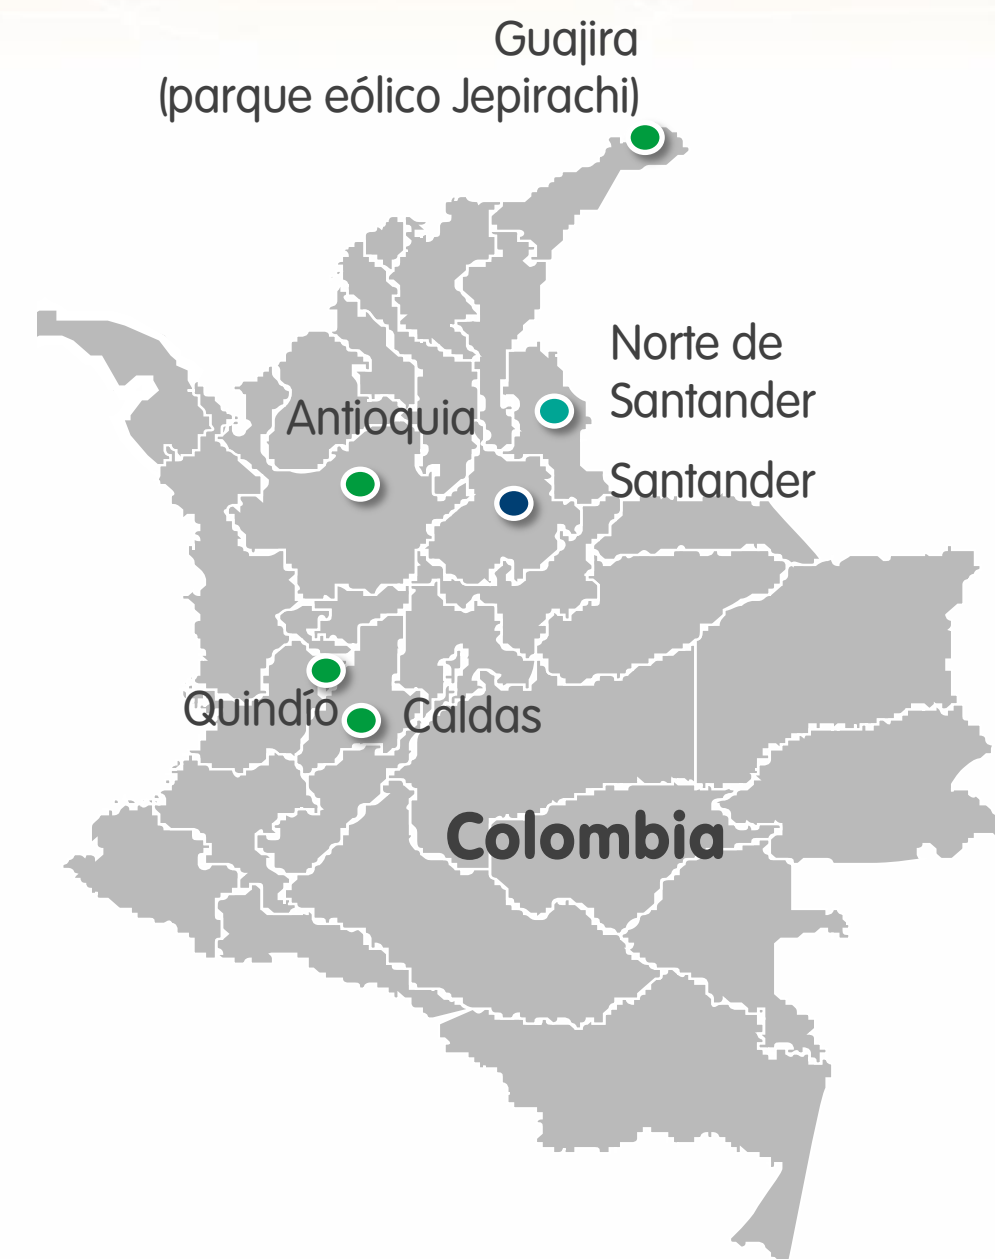 Guajira
(parque eólico Jepirachi)
Norte de
Santander
Antioquia
Santander
Quindío
Caldas
Colombia